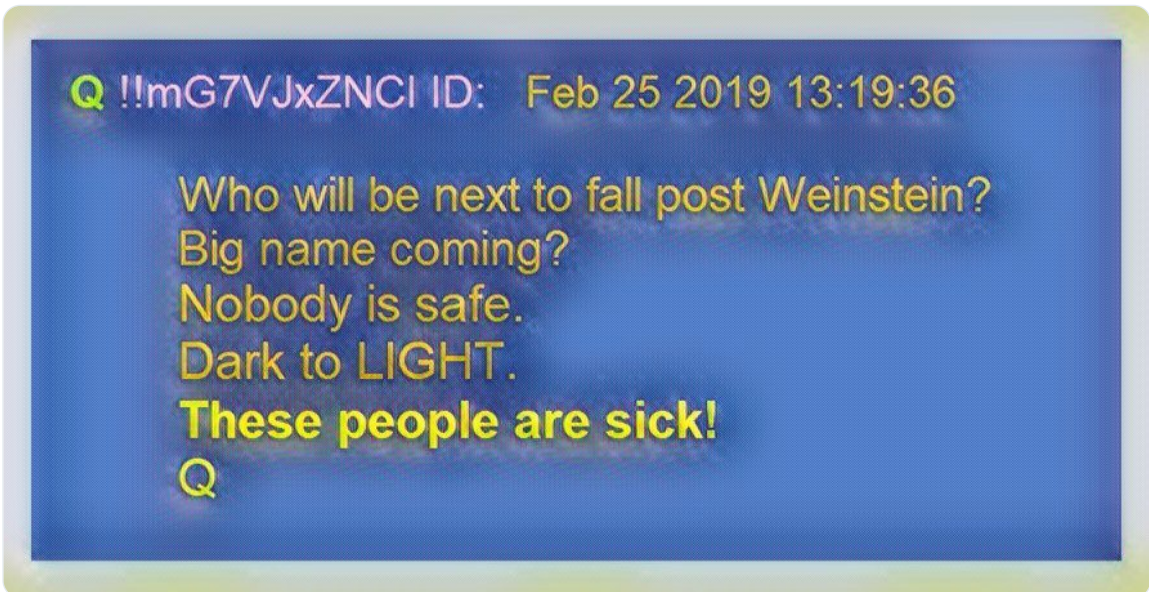 Q !!mG7VJxZNCI ID: Feb 25 2019 13:19:36
Who will be next to fall post Weinstein?
Big name coming?
Nobody is safe.
Dark to LIGHT.
These people are sick!
Q